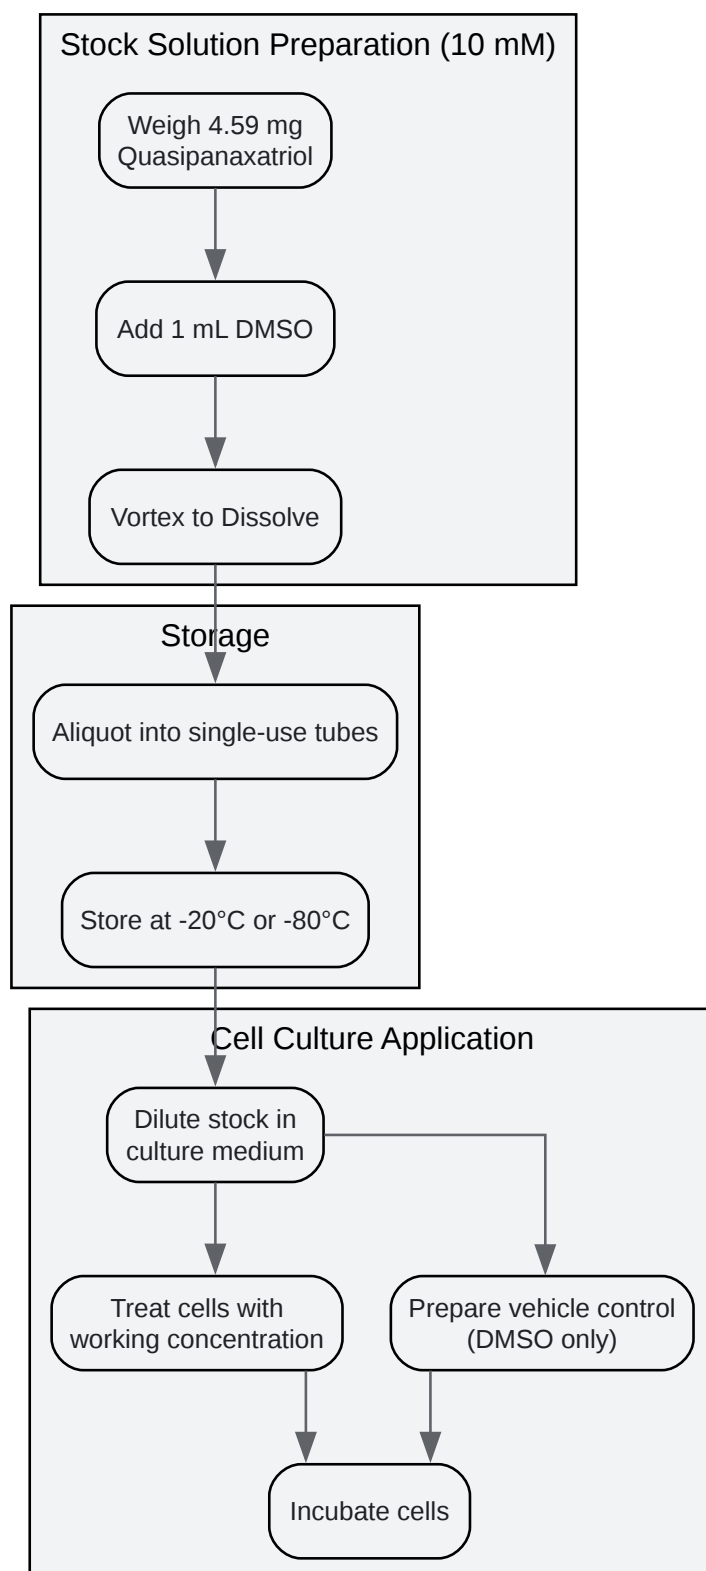 Stock Solution Preparation (10 mM)
Weigh 4.59 mg
Quasipanaxatriol
Add 1 mL DMSO
Vortex to Dissolve
Storage
Aliquot into single-use tubes
Store at -20°C or -80°C
Cell Culture Application
Dilute stock in
culture medium
Treat cells with
working concentration
Prepare vehicle control
(DMSO only)
Incubate cells